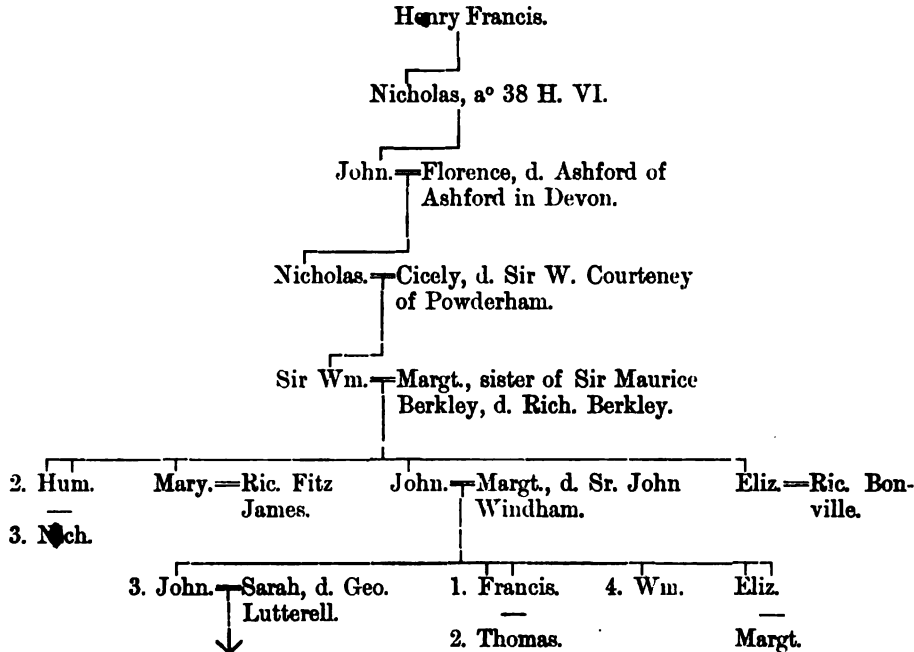 Henry Francis.
Nicholas, aº 38 H. VI.
John.
Florence, d. Ashford of
Ashford in Devon.
Nicholas.
Cicely, d. Sir W. Courteney
of Powderham.
Sir Wm.
Margt., sister of Sir Maurice
Berkley, d. Rich. Berkley.
2. Hum.
3. Nich.
Mary.
Ric. Fitz
James.
John.
Margt., d. Sr. John
Windham.
Eliz.
Ric. Bon-
ville.
3. John.
Sarah, d. Geo.
Lutterell.
1. Francis.
2. Thomas.
4. Wm.
Eliz.
Margt.